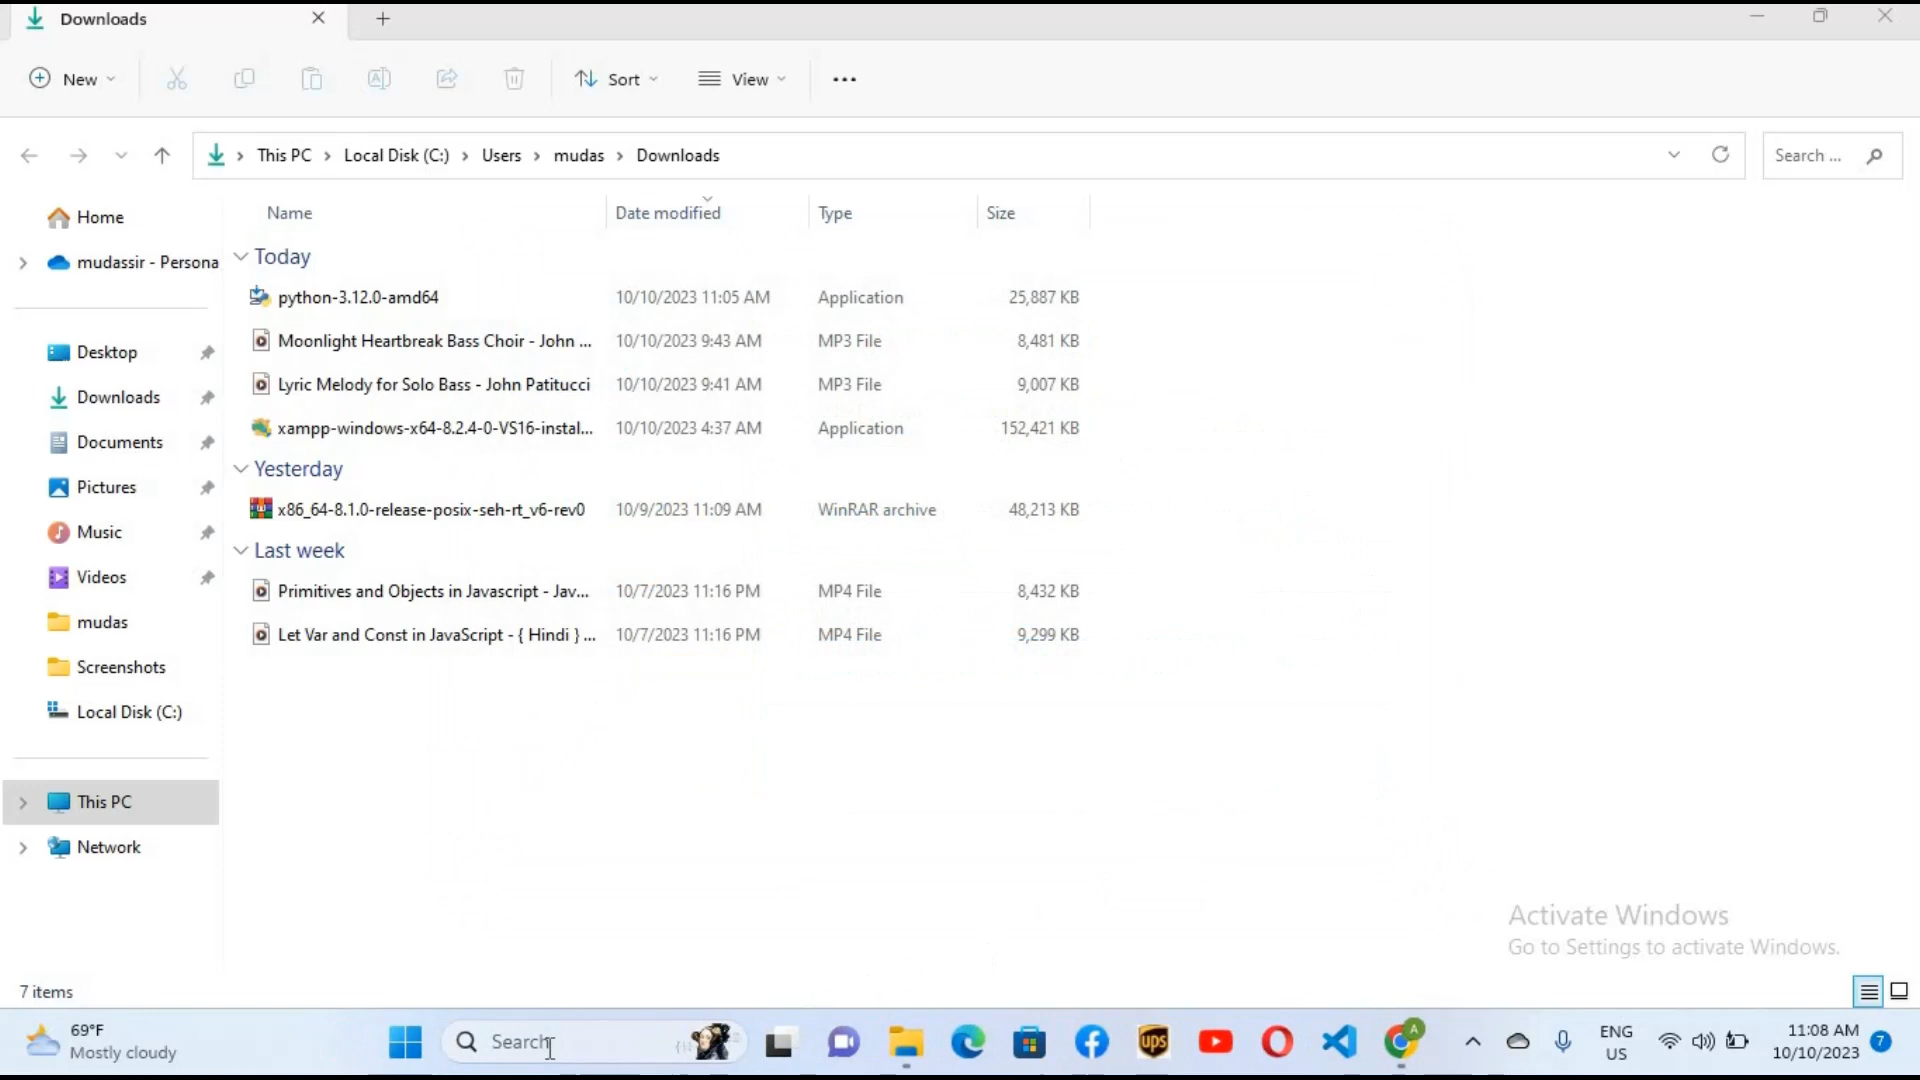 Downloads
New
Sort
View
This PC > Local Disk (C:) > Users > mudas > Downloads
Search ...
Name Date modified Type Size
Home
mudassir - Persona
Desktop
Downloads
Documents
Pictures
Music
Videos
mudas
Screenshots
Local Disk (C:)
This PC
Network
Today
python-3.12.0-amd64 10/10/2023 11:05 AM Application 25,887 KB
Moonlight Heartbreak Bass Choir - John ... 10/10/2023 9:43 AM MP3 File 8,481 KB
Lyric Melody for Solo Bass - John Patitucci 10/10/2023 9:41 AM MP3 File 9,007 KB
xampp-windows-x64-8.2.4-0-VS16-instal... 10/10/2023 4:37 AM Application 152,421 KB
Yesterday
x86_64-8.1.0-release-posix-seh-rt_v6-rev0 10/9/2023 11:09 AM WinRAR archive 48,213 KB
Last week
Primitives and Objects in Javascript - Jav... 10/7/2023 11:16 PM MP4 File 8,432 KB
Let Var and Const in JavaScript - { Hindi } ... 10/7/2023 11:16 PM MP4 File 9,299 KB
Activate Windows
Go to Settings to activate Windows.
7 items
69°F
Mostly cloudy
Search
ups
A
ENG
US
11:08 AM
10/10/2023
7